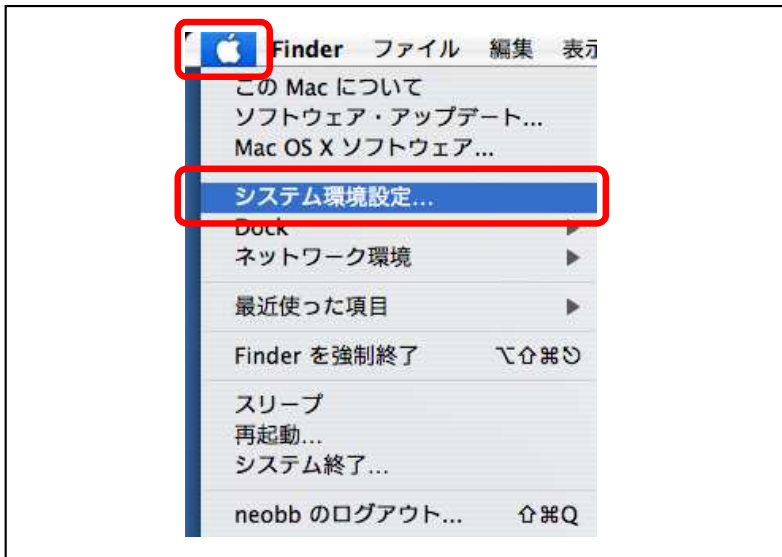 Finder ファイル 編集 表示
この Mac について
ソフトウェア・アップデート...
Mac OS X ソフトウェア...
システム環境設定...
Dock
ネットワーク環境
最近使った項目
Finder を強制終了 ⌥⇧⌘⎋
スリープ
再起動...
システム終了...
neobb のログアウト... ⇧⌘Q